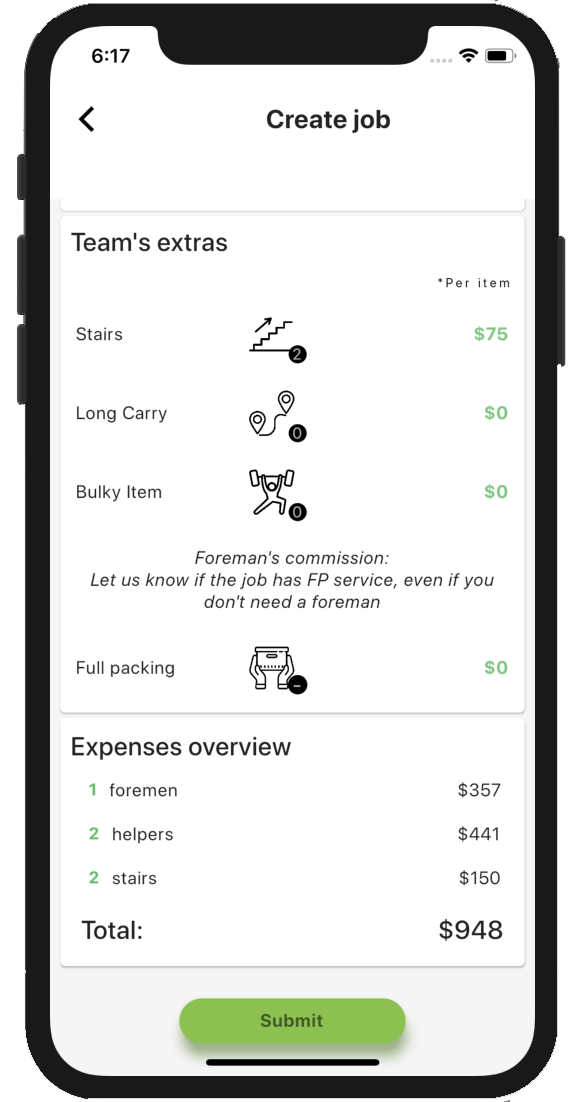 6:17
Create job
Team's extras
*Per item
Stairs 2 $75
Long Carry 0 $0
Bulky Item 0 $0
Foreman's commission:
Let us know if the job has FP service, even if you
don't need a foreman
Full packing - $0
Expenses overview
1 foremen $357
2 helpers $441
2 stairs $150
Total: $948
Submit